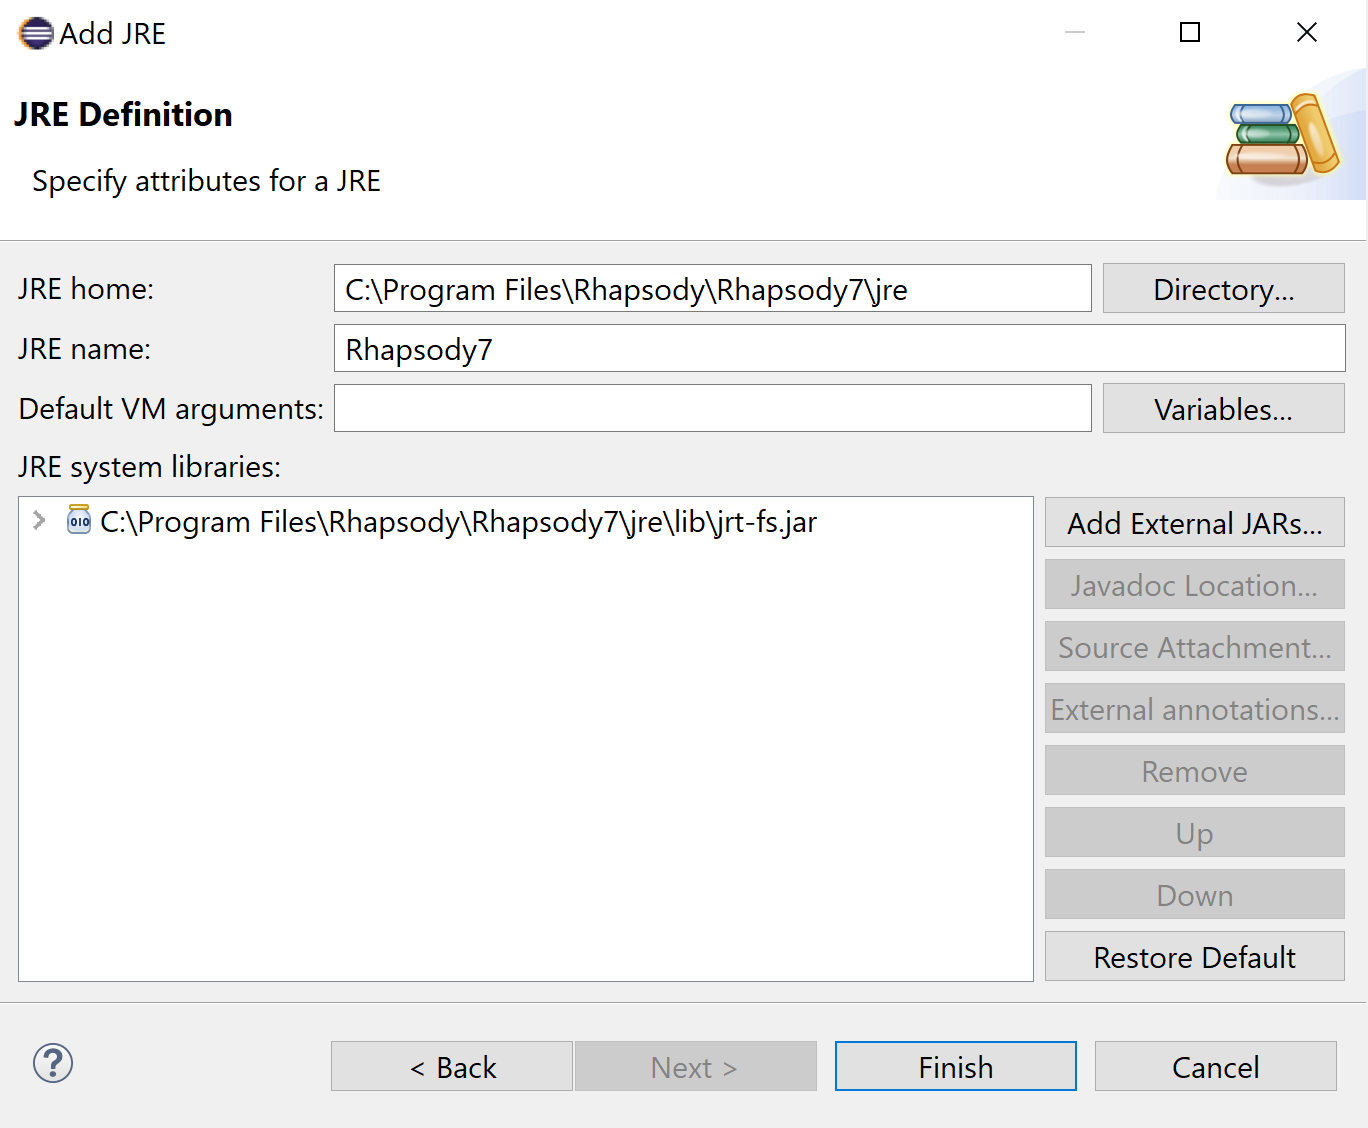 Add JRE
JRE Definition
Specify attributes for a JRE
JRE home:
C:\Program Files\Rhapsody\Rhapsody7\jre
Directory...
JRE name:
Rhapsody7
Default VM arguments:
Variables...
JRE system libraries:
010
C:\Program Files\Rhapsody\Rhapsody7\jre\lib\jrt-fs.jar
Add External JARs...
Javadoc Location...
Source Attachment...
External annotations...
Remove
Up
Down
Restore Default
?
< Back
Next >
Finish
Cancel